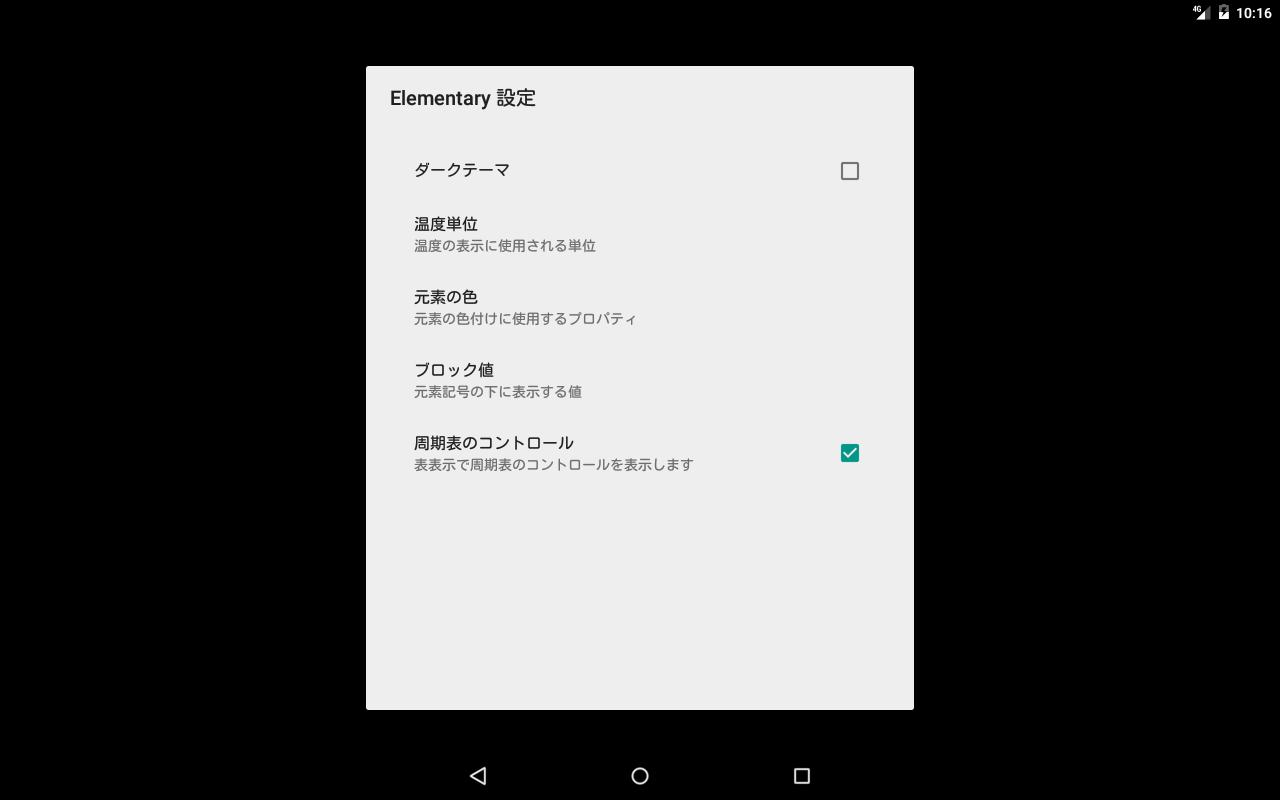 4G 10:16
Elementary 設定
ダークテーマ
温度単位
温度の表示に使用される単位
元素の色
元素の色付けに使用するプロパティ
ブロック値
元素記号の下に表示する値
周期表のコントロール
表表示で周期表のコントロールを表示します